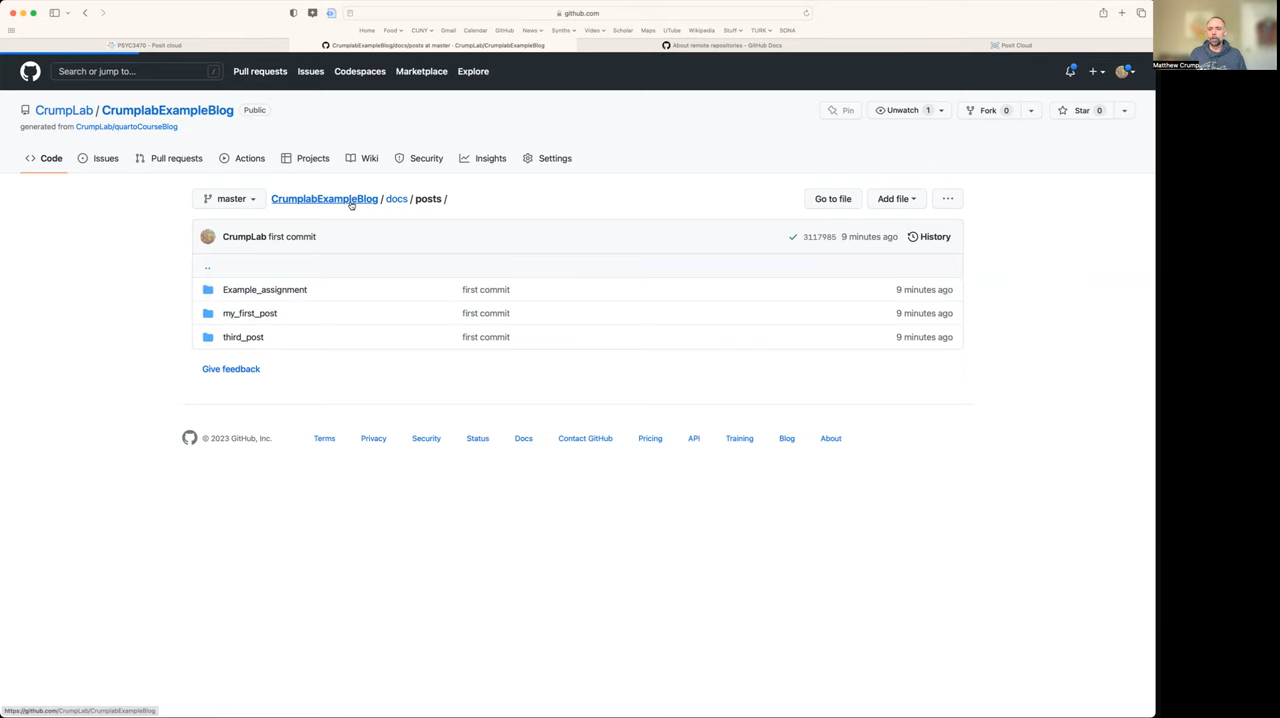 github.com
Home Food CUNY Gmail Calendar GitHub News Synths Video Scholar Maps UTube Wikipedia Stuff TURK SONA
PSYC3470 - Posit cloud
CrumplabExampleBlog/docs/posts at master · CrumpLab/CrumplabExampleBlog
About remote repositories - GitHub Docs
Posit Cloud
Matthew Crump
Search or jump to... /
Pull requests Issues Codespaces Marketplace Explore
CrumpLab / CrumplabExampleBlog Public
Pin Unwatch 1 Fork 0 Star 0
generated from CrumpLab/quartoCourseBlog
Code Issues Pull requests Actions Projects Wiki Security Insights Settings
master CrumplabExampleBlog / docs / posts /
Go to file Add file ...
CrumpLab first commit 3117985 9 minutes ago History
..
Example_assignment first commit 9 minutes ago
my_first_post first commit 9 minutes ago
third_post first commit 9 minutes ago
Give feedback
© 2023 GitHub, Inc. Terms Privacy Security Status Docs Contact GitHub Pricing API Training Blog About
https://github.com/CrumpLab/CrumplabExampleBlog